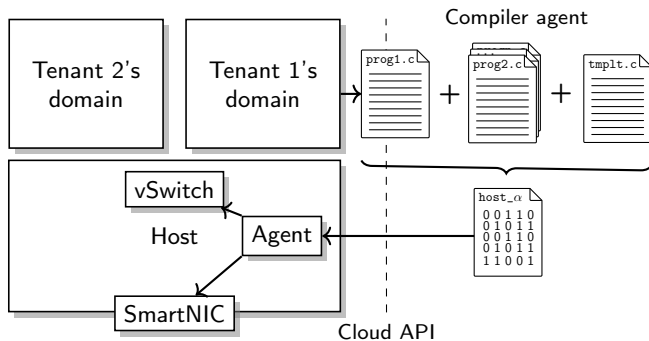 Compiler agent
Tenant 2's
domain
Tenant 1's
domain
prog1.c
+
prog2.c
+
tmplt.c
vSwitch
Host
Agent
SmartNIC
host_α
0 0 1 1 0
0 1 0 1 1
0 0 1 1 0
0 1 0 1 1
1 1 0 0 1
Cloud API